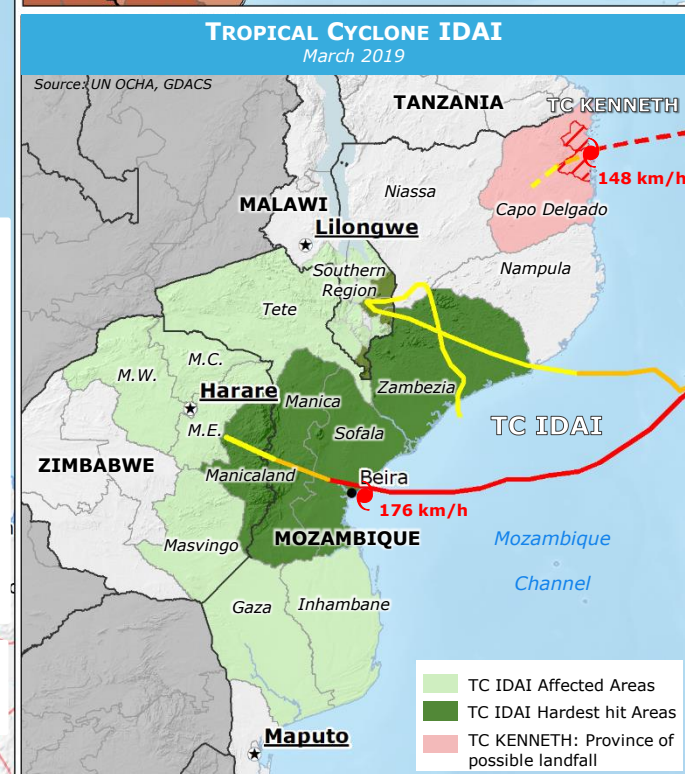 TROPICAL CYCLONE IDAI
March 2019
Source: UN OCHA, GDACS
TANZANIA
TC KENNETH
148 km/h
Niassa
Capo Delgado
MALAWI
Lilongwe
Southern
Region
Nampula
Tete
M.C.
M.W.
Harare
Manica
Zambezia
M.E.
Sofala
TC IDAI
ZIMBABWE
Manicaland
Beira
176 km/h
MOZAMBIQUE
Masvingo
Mozambique
Channel
Gaza
Inhambane
TC IDAI Affected Areas
TC IDAI Hardest hit Areas
TC KENNETH: Province of
possible landfall
Maputo